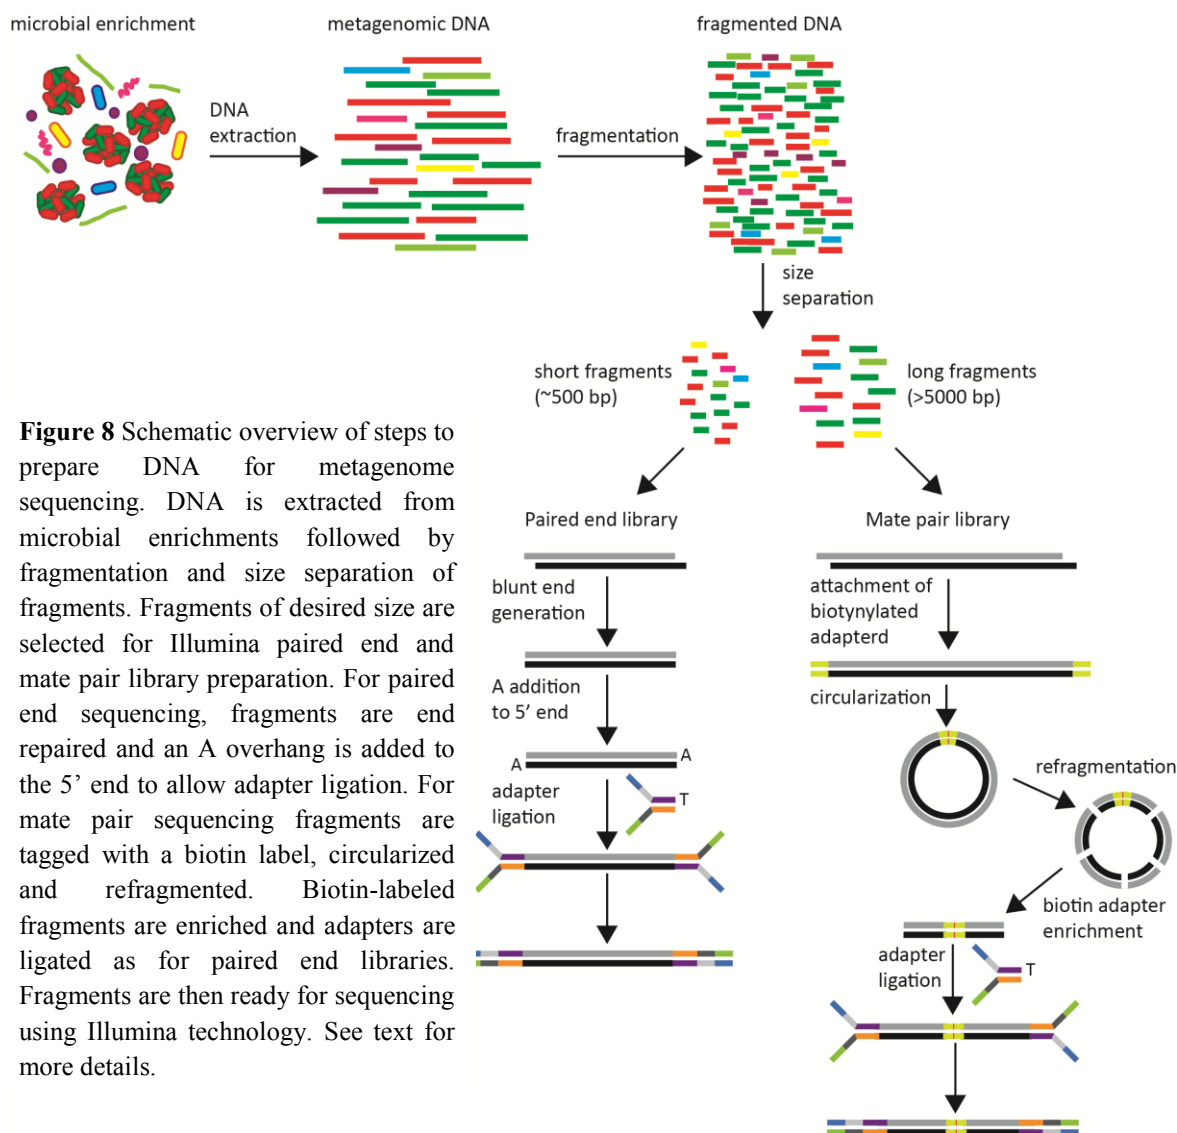 microbial enrichment
metagenomic DNA
fragmented DNA
DNA
extraction
fragmentation
size
separation
short fragments
(~500 bp)
long fragments
(>5000 bp)
Figure 8 Schematic overview of steps to
prepare DNA for metagenome
sequencing. DNA is extracted from
microbial enrichments followed by
fragmentation and size separation of
fragments. Fragments of desired size are
selected for Illumina paired end and
mate pair library preparation. For paired
end sequencing, fragments are end
repaired and an A overhang is added to
the 5’ end to allow adapter ligation. For
mate pair sequencing fragments are
tagged with a biotin label, circularized
and refragmented. Biotin-labeled
fragments are enriched and adapters are
ligated as for paired end libraries.
Fragments are then ready for sequencing
using Illumina technology. See text for
more details.
Paired end library
blunt end
generation
A addition
to 5’ end
A
A
adapter
ligation
T
Mate pair library
attachment of
biotynylated
adapterd
circularization
refragmentation
biotin adapter
enrichment
adapter
ligation
T